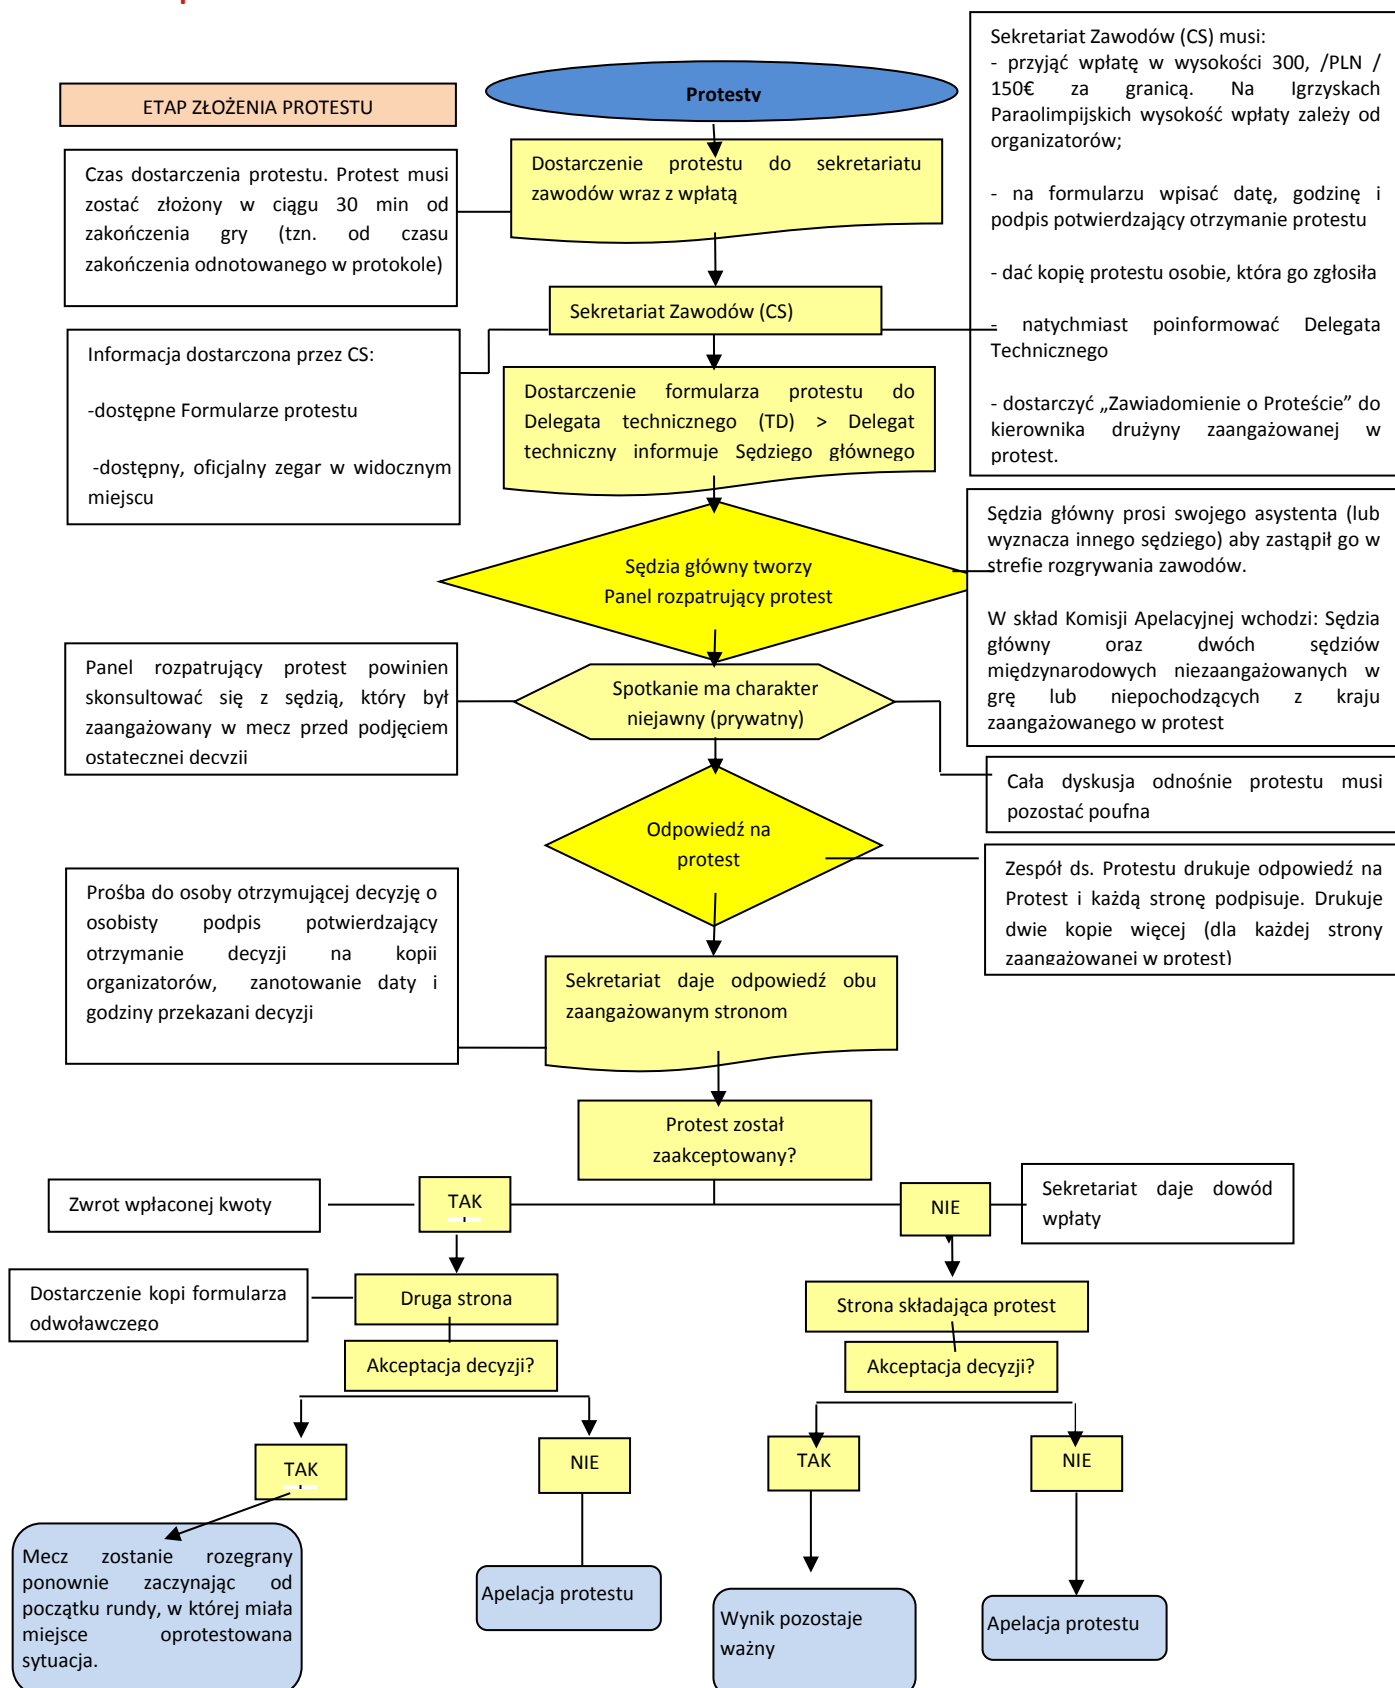 Protesty
ETAP ZŁOŻENIA PROTESTU
Czas dostarczenia protestu. Protest musi
zostać złożony w ciągu 30 min od
zakończenia gry (tzn. od czasu
zakończenia odnotowanego w protokole)
Dostarczenie protestu do sekretariatu
zawodów wraz z wpłatą
Sekretariat Zawodów (CS) musi:
- przyjąć wpłatę w wysokości 300, /PLN /
150€ za granicą. Na Igrzyskach
Paraolimpijskich wysokość wpłaty zależy od
organizatorów;
- na formularzu wpisać datę, godzinę i
podpis potwierdzający otrzymanie protestu
- dać kopię protestu osobie, która go zgłosiła
- natychmiast poinformować Delegata
Technicznego
- dostarczyć „Zawiadomienie o Proteście” do
kierownika drużyny zaangażowanej w
protest.
Sekretariat Zawodów (CS)
Informacja dostarczona przez CS:
-dostępne Formularze protestu
-dostępny, oficjalny zegar w widocznym
miejscu
Dostarczenie formularza protestu do
Delegata technicznego (TD) > Delegat
techniczny informuje Sędziego głównego
Sędzia główny tworzy
Panel rozpatrujący protest
Sędzia główny prosi swojego asystenta (lub
wyznacza innego sędziego) aby zastąpił go w
strefie rozgrywania zawodów.
W skład Komisji Apelacyjnej wchodzi: Sędzia
główny oraz dwóch sędziów
międzynarodowych niezaangażowanych w
grę lub niepochodzących z kraju
zaangażowanego w protest
Panel rozpatrujący protest powinien
skonsultować się z sędzią, który był
zaangażowany w mecz przed podjęciem
ostatecznej decyzji
Spotkanie ma charakter
niejawny (prywatny)
Cała dyskusja odnośnie protestu musi
pozostać poufna
Odpowiedź na
protest
Zespół ds. Protestu drukuje odpowiedź na
Protest i każdą stronę podpisuje. Drukuje
dwie kopie więcej (dla każdej strony
zaangażowanej w protest)
Prośba do osoby otrzymującej decyzję o
osobisty podpis potwierdzający
otrzymanie decyzji na kopii
organizatorów, zanotowanie daty i
godziny przekazani decyzji
Sekretariat daje odpowiedź obu
zaangażowanym stronom
Protest został
zaakceptowany?
Zwrot wpłaconej kwoty
TAK
NIE
Sekretariat daje dowód
wpłaty
Dostarczenie kopi formularza
odwoławczego
Druga strona
Strona składająca protest
Akceptacja decyzji?
Akceptacja decyzji?
TAK
NIE
TAK
NIE
Mecz zostanie rozegrany
ponownie zaczynając od
początku rundy, w której miała
miejsce oprotestowana
sytuacja.
Apelacja protestu
Wynik pozostaje
ważny
Apelacja protestu